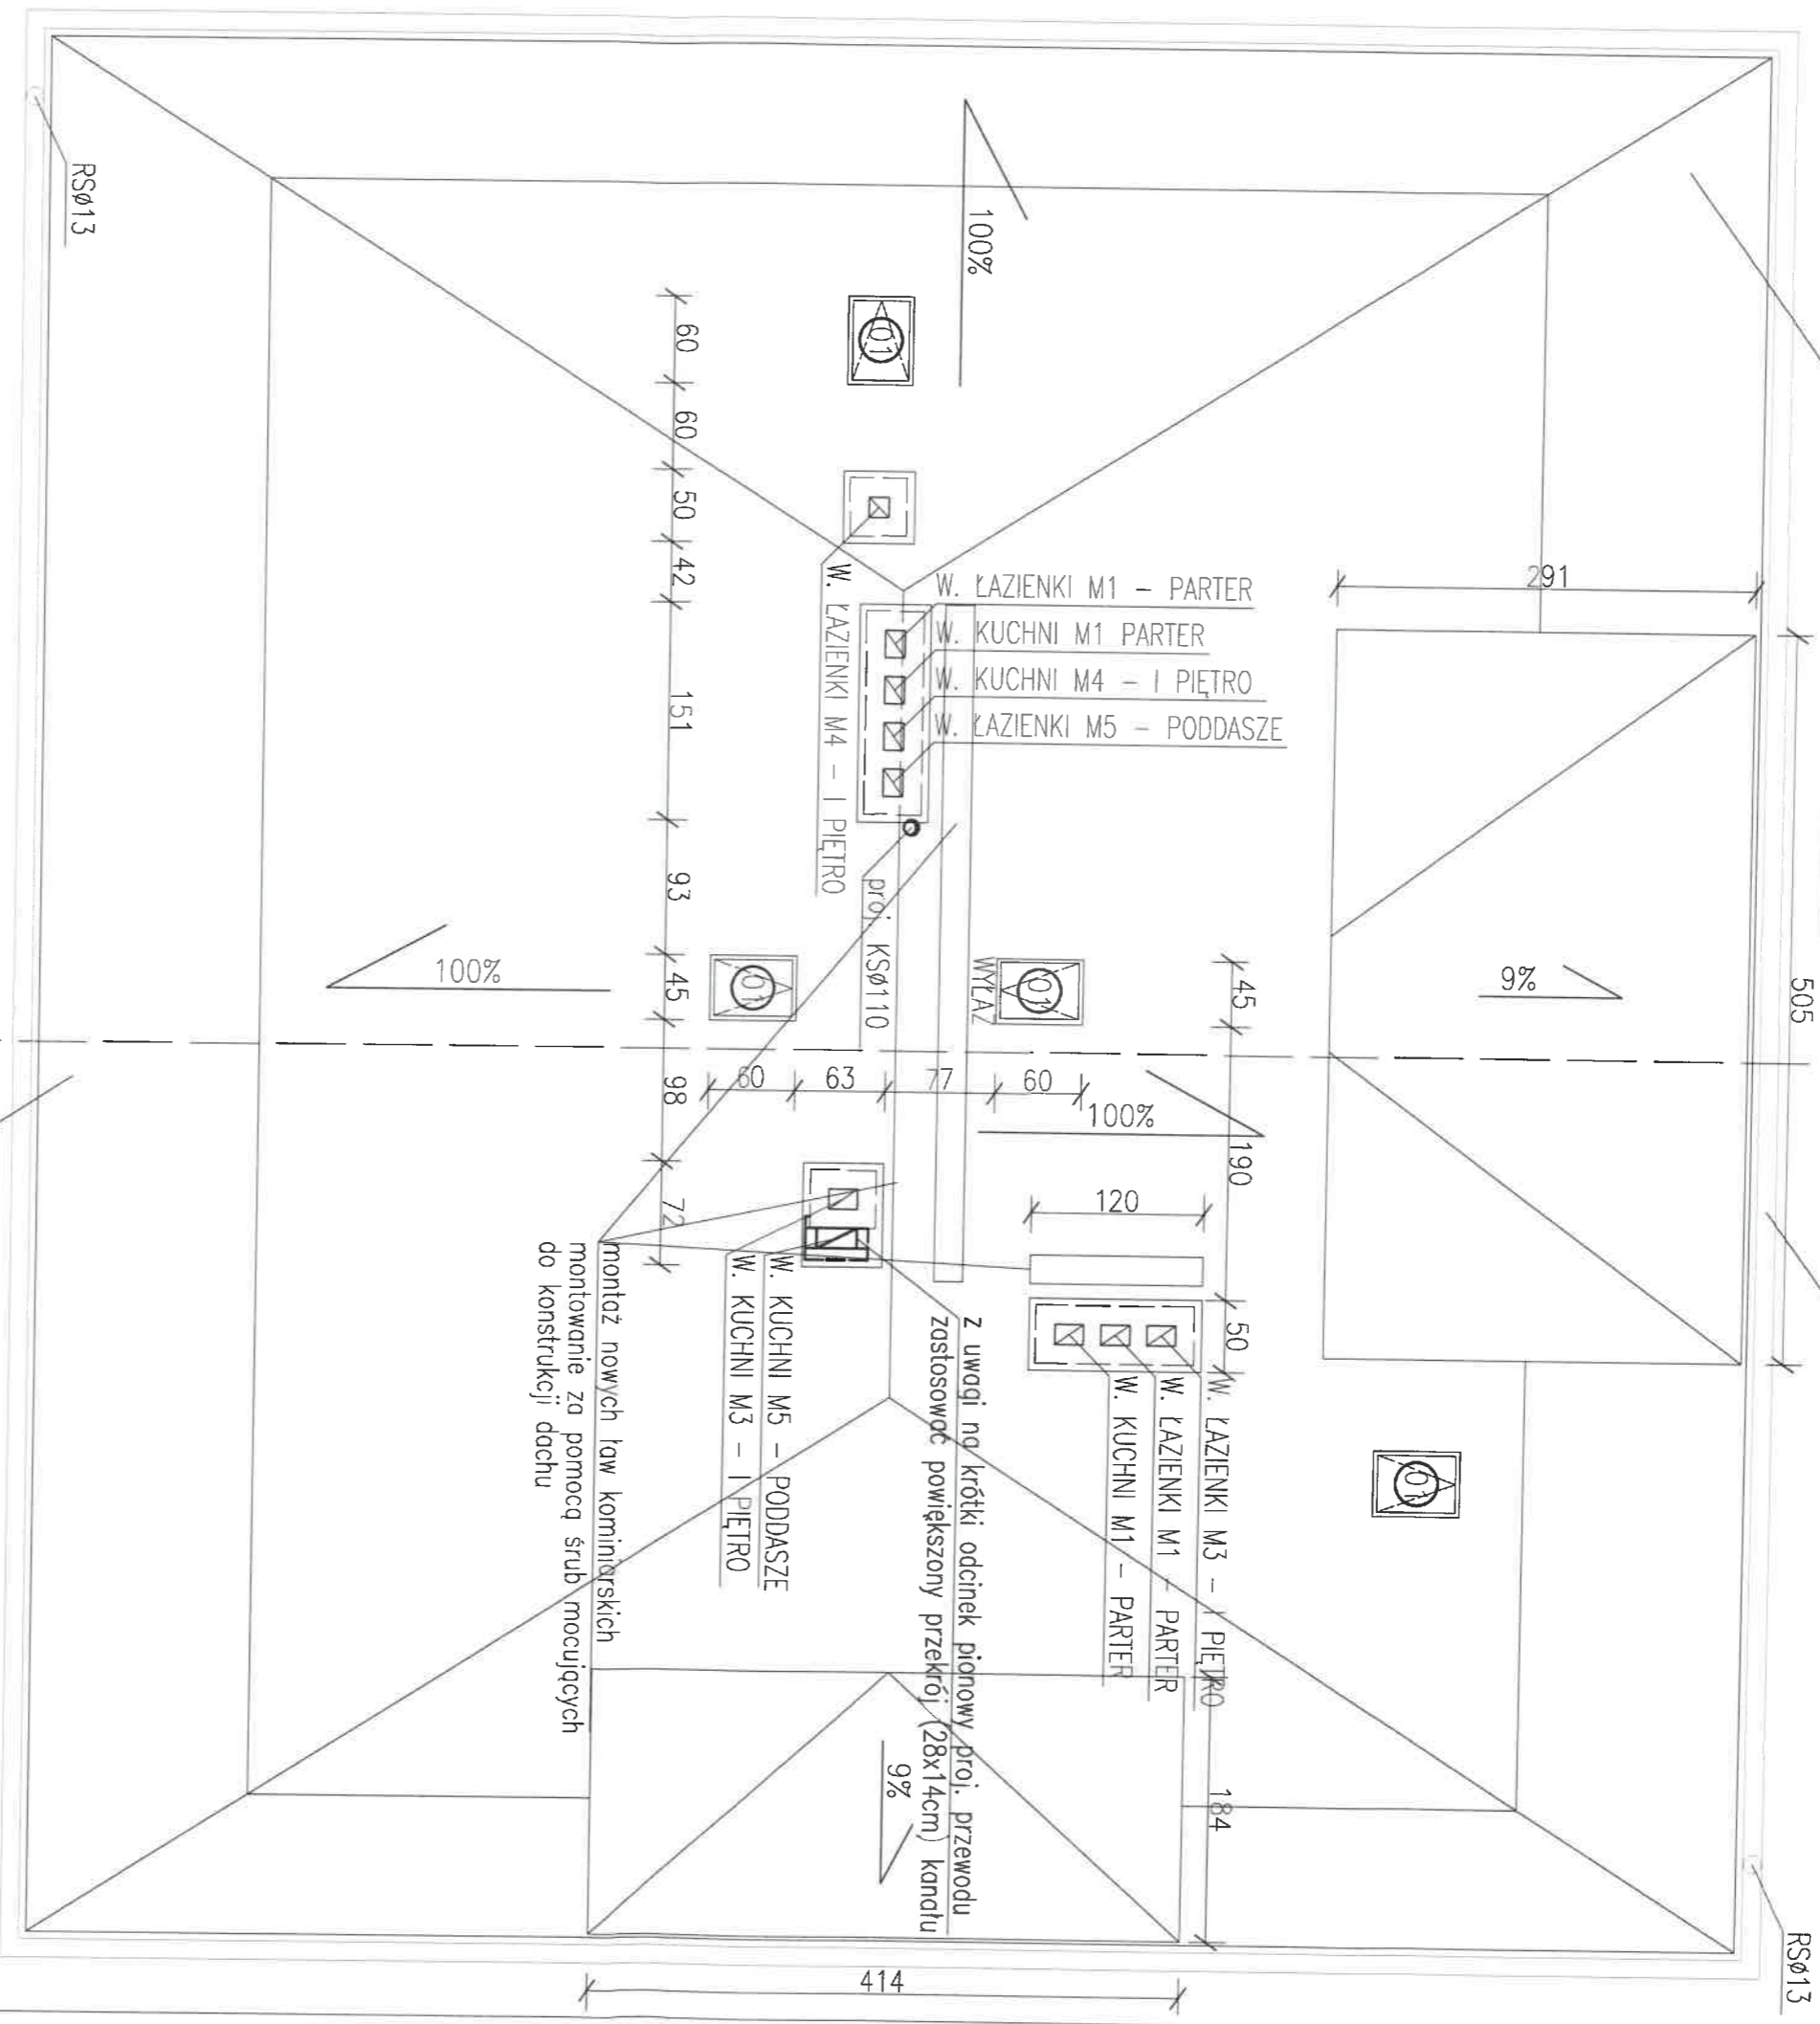 RSø13
100%
01
60
60
50
42
151
93
45
98
72
W. ŁAZIENKI M4 - I PIĘTRO
W. ŁAZIENKI M1 - PARTER
W. KUCHNI M1 PARTER
W. KUCHNI M4 - I PIĘTRO
W. ŁAZIENKI M5 - PODDASZE
proj. KSø110
291
505
9%
100%
01
WYŁAZ
01
45
190
50
60
63
77
60
100%
120
W. KUCHNI M5 - PODDASZE
W. KUCHNI M3 - I PIĘTRO
montaż nowych ław kominiarskich
montowanie za pomocą śrub mocujących
do konstrukcji dachu
z uwagi na krótki odcinek pionowy proj. przewodu
zastosować powiększony przekrój (28x14cm) kanału
W. ŁAZIENKI M3 - I PIĘTRO
W. ŁAZIENKI M1 - PARTER
W. KUCHNI M1 - PARTER
01
184
9%
414
RSø13